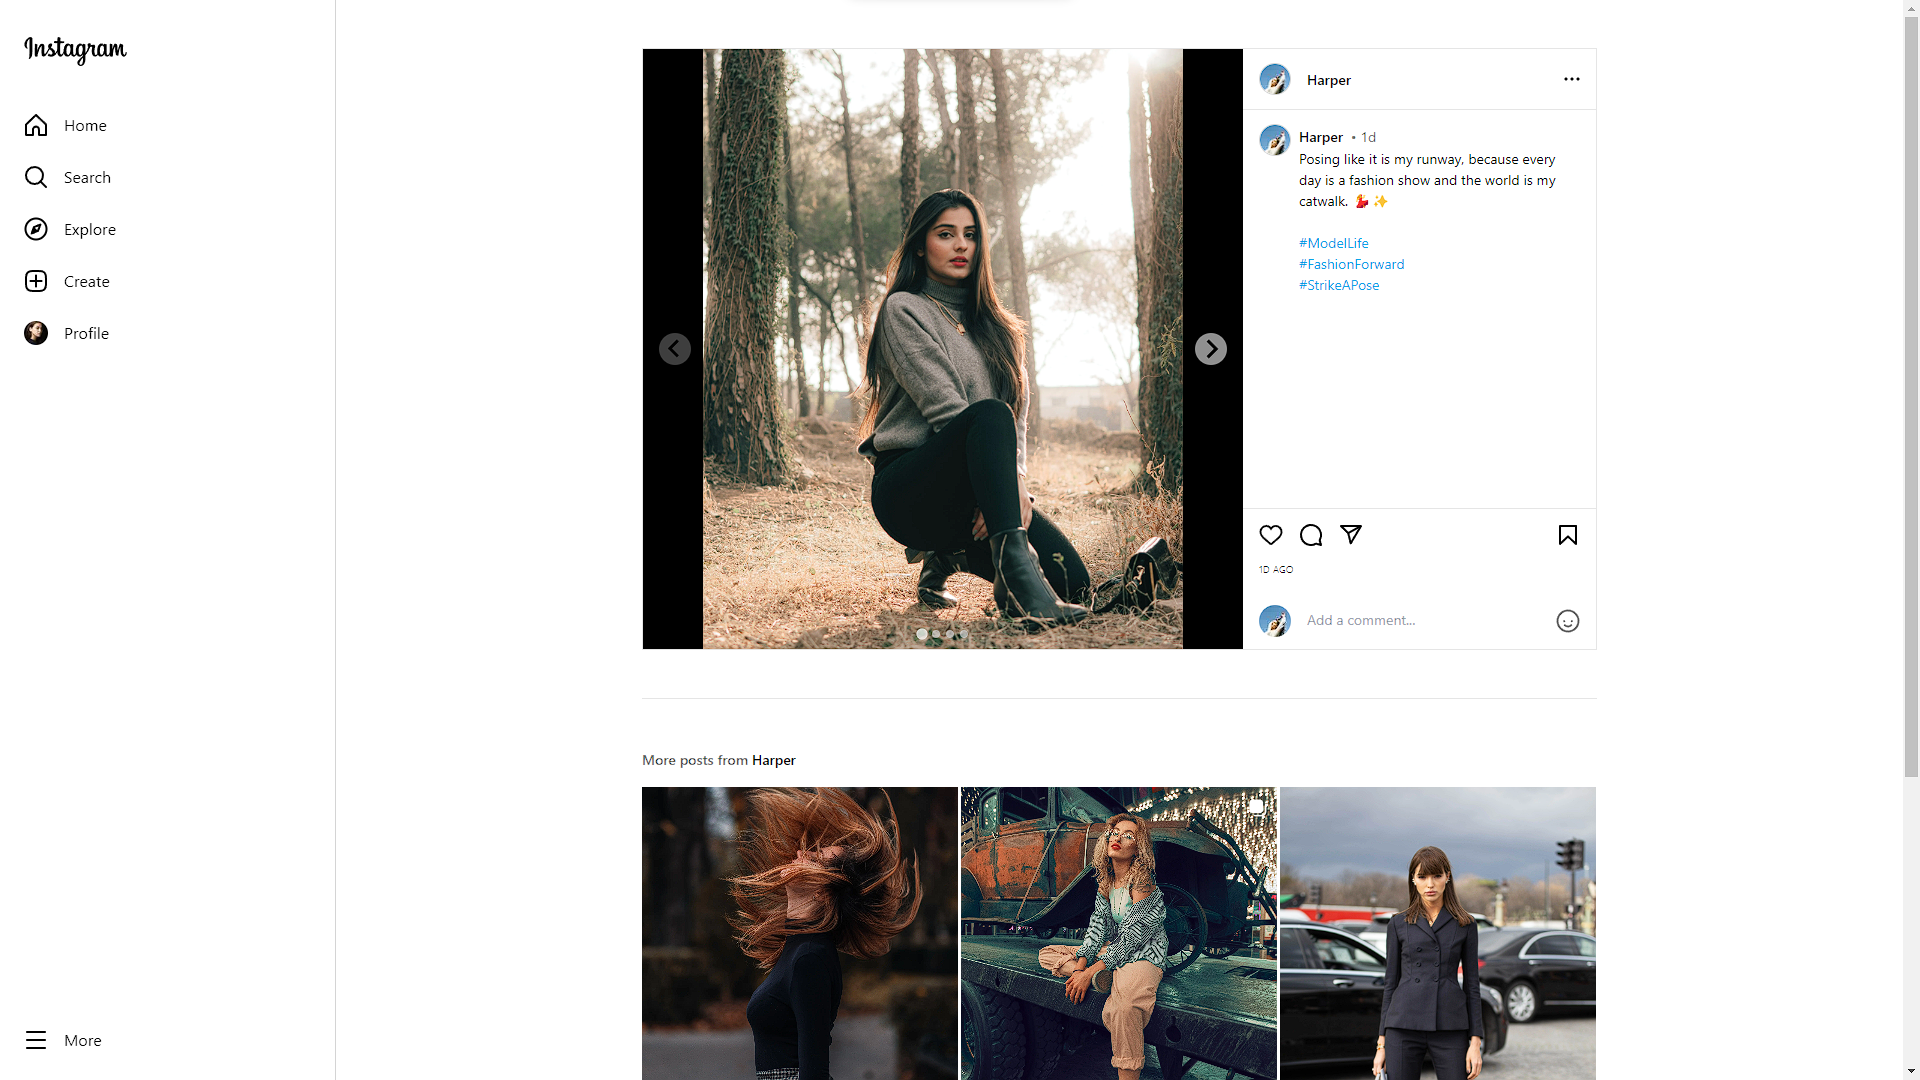 Instagram
Home
Search
Explore
Create
Profile
More
Harper
Harper • 1d
Posing like it is my runway, because every
day is a fashion show and the world is my
catwalk. 💃 ✨
#ModelLife
#FashionForward
#StrikeAPose
1D AGO
Add a comment...
More posts from Harper